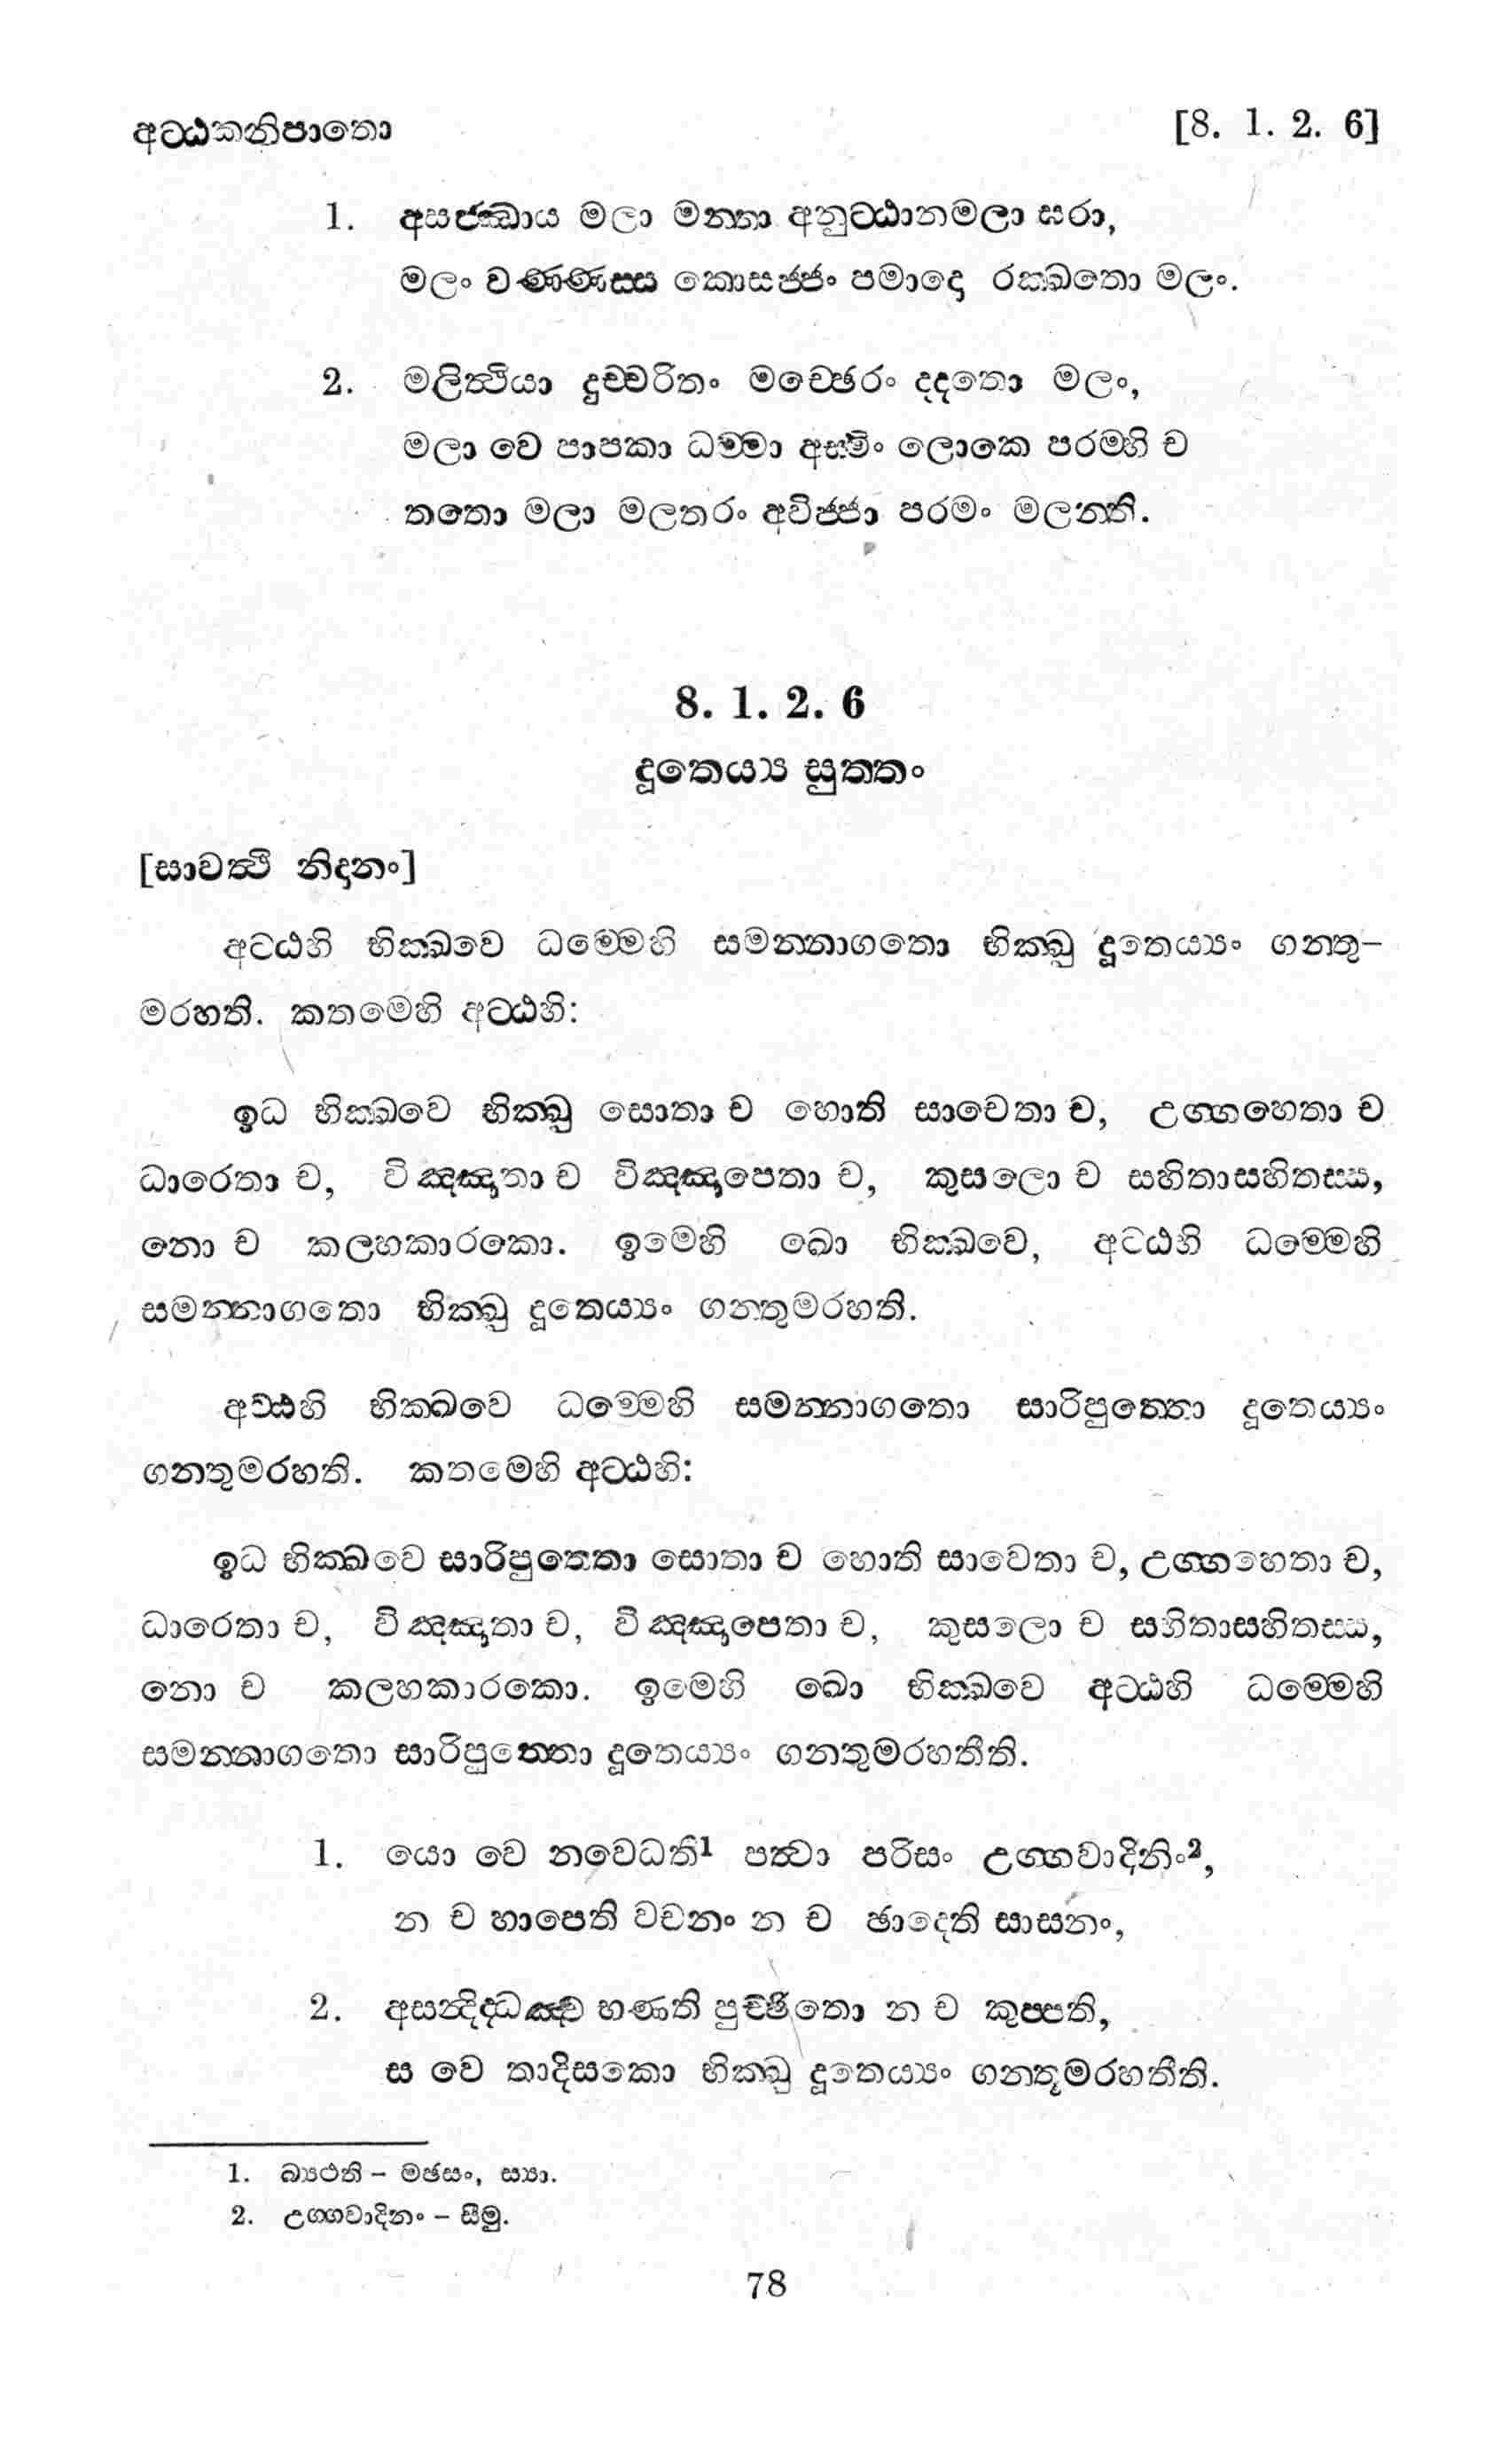 අට්ඨකනිපාතො [8. 1. 2. 6]
1. අසජ්ඣාය මලා මන්තා අනුට්ඨානමලා ඝරා,
මලං වණ්ණස්ස කොසජ්ජං පමාදො රක්ඛතො මලං.
2. මලිත්ථියා දුච්චරිතං මච්ඡෙරං දදතො මලං,
මලා වෙ පාපකා ධම්මා අස්මිං ලොකෙ පරම්හි ච
තතො මලා මලතරං අවිජ්ජා පරමං මලන්ති.
8. 1. 2. 6
දූතෙය්‍ය සුත්තං
[සාවත්ථි නිදානං]
අට්ඨහි භික්ඛවෙ ධම්මෙහි සමන්නාගතො භික්ඛු දූතෙය්‍යං ගන්තු-
මරහති. කතමෙහි අට්ඨහි:
ඉධ භික්ඛවෙ භික්ඛු සොතා ච හොති සාවෙතා ච, උග්ගහෙතා ච
ධාරෙතා ච, විඤ්ඤාතා ච විඤ්ඤාපෙතා ච, කුසලො ච සහිතාසහිතස්ස,
නො ච කලහකාරකො. ඉමෙහි ඛො භික්ඛවෙ, අට්ඨහි ධම්මෙහි
සමන්නාගතො භික්ඛු දූතෙය්‍යං ගන්තුමරහති.
අට්ඨහි භික්ඛවෙ ධම්මෙහි සමන්නාගතො සාරිපුත්තො දූතෙය්‍යං
ගන්තුමරහති. කතමෙහි අට්ඨහි:
ඉධ භික්ඛවෙ සාරිපුත්තො සොතා ච හොති සාවෙතා ච, උග්ගහෙතා ච,
ධාරෙතා ච, විඤ්ඤාතා ච, විඤ්ඤාපෙතා ච, කුසලො ච සහිතාසහිතස්ස,
නො ච කලහකාරකො. ඉමෙහි ඛො භික්ඛවෙ අට්ඨහි ධම්මෙහි
සමන්නාගතො සාරිපුත්තො දූතෙය්‍යං ගන්තුමරහතීති.
1. යො වෙ නවෙධති1 පත්වා පරිසං උග්ගවාදිනිං2,
න ච හාපෙති වචනං න ච ඡාදෙති සාසනං,
2. අසන්දිද්ධඤ්ච භණති පුච්ඡිතො න ච කුප්පති,
ස වෙ තාදිසකො භික්ඛු දූතෙය්‍යං ගන්තූමරහතීති.
1. බ්‍යථති - මඡසං, ස්‍යා.
2. උග්ගවාදිනං - සීමු.
78